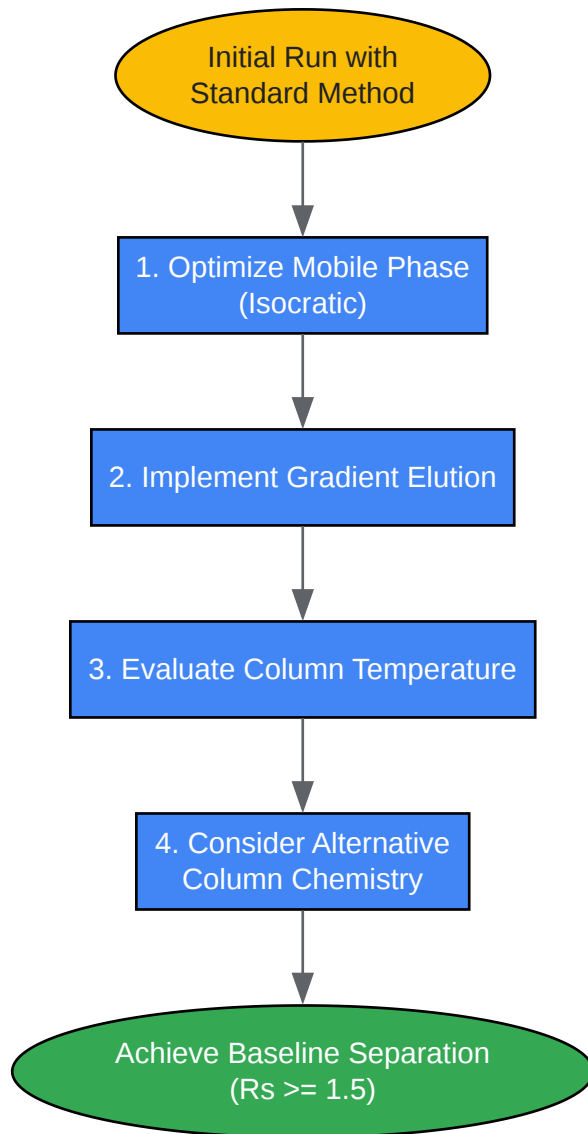 Initial Run with
Standard Method
1. Optimize Mobile Phase
(Isocratic)
2. Implement Gradient Elution
3. Evaluate Column Temperature
4. Consider Alternative
Column Chemistry
Achieve Baseline Separation
(Rs >= 1.5)